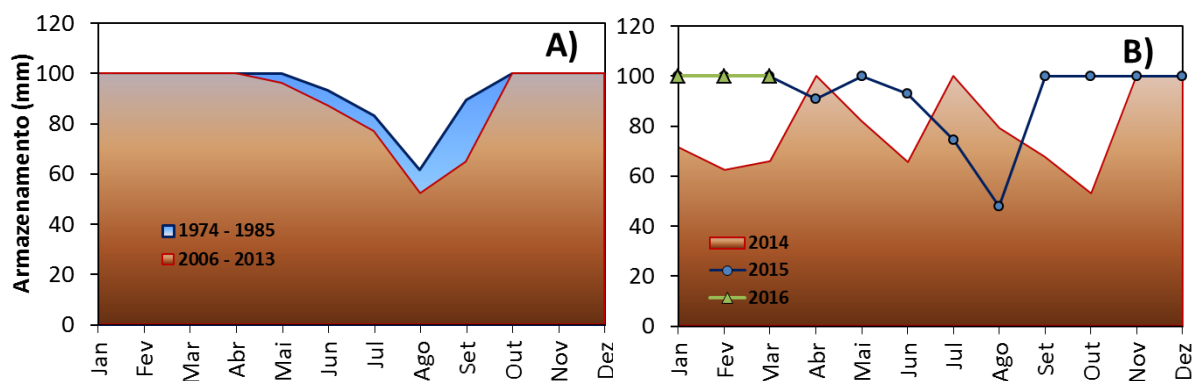 Armazenamento (mm)
120
100
80
60
40
20
0
A)
1974 - 1985
2006 - 2013
Jan
Fev
Mar
Abr
Mai
Jun
Jul
Ago
Set
Out
Nov
Dez
120
100
80
60
40
20
0
B)
2014
2015
2016
Jan
Fev
Mar
Abr
Mai
Jun
Jul
Ago
Set
Out
Nov
Dez